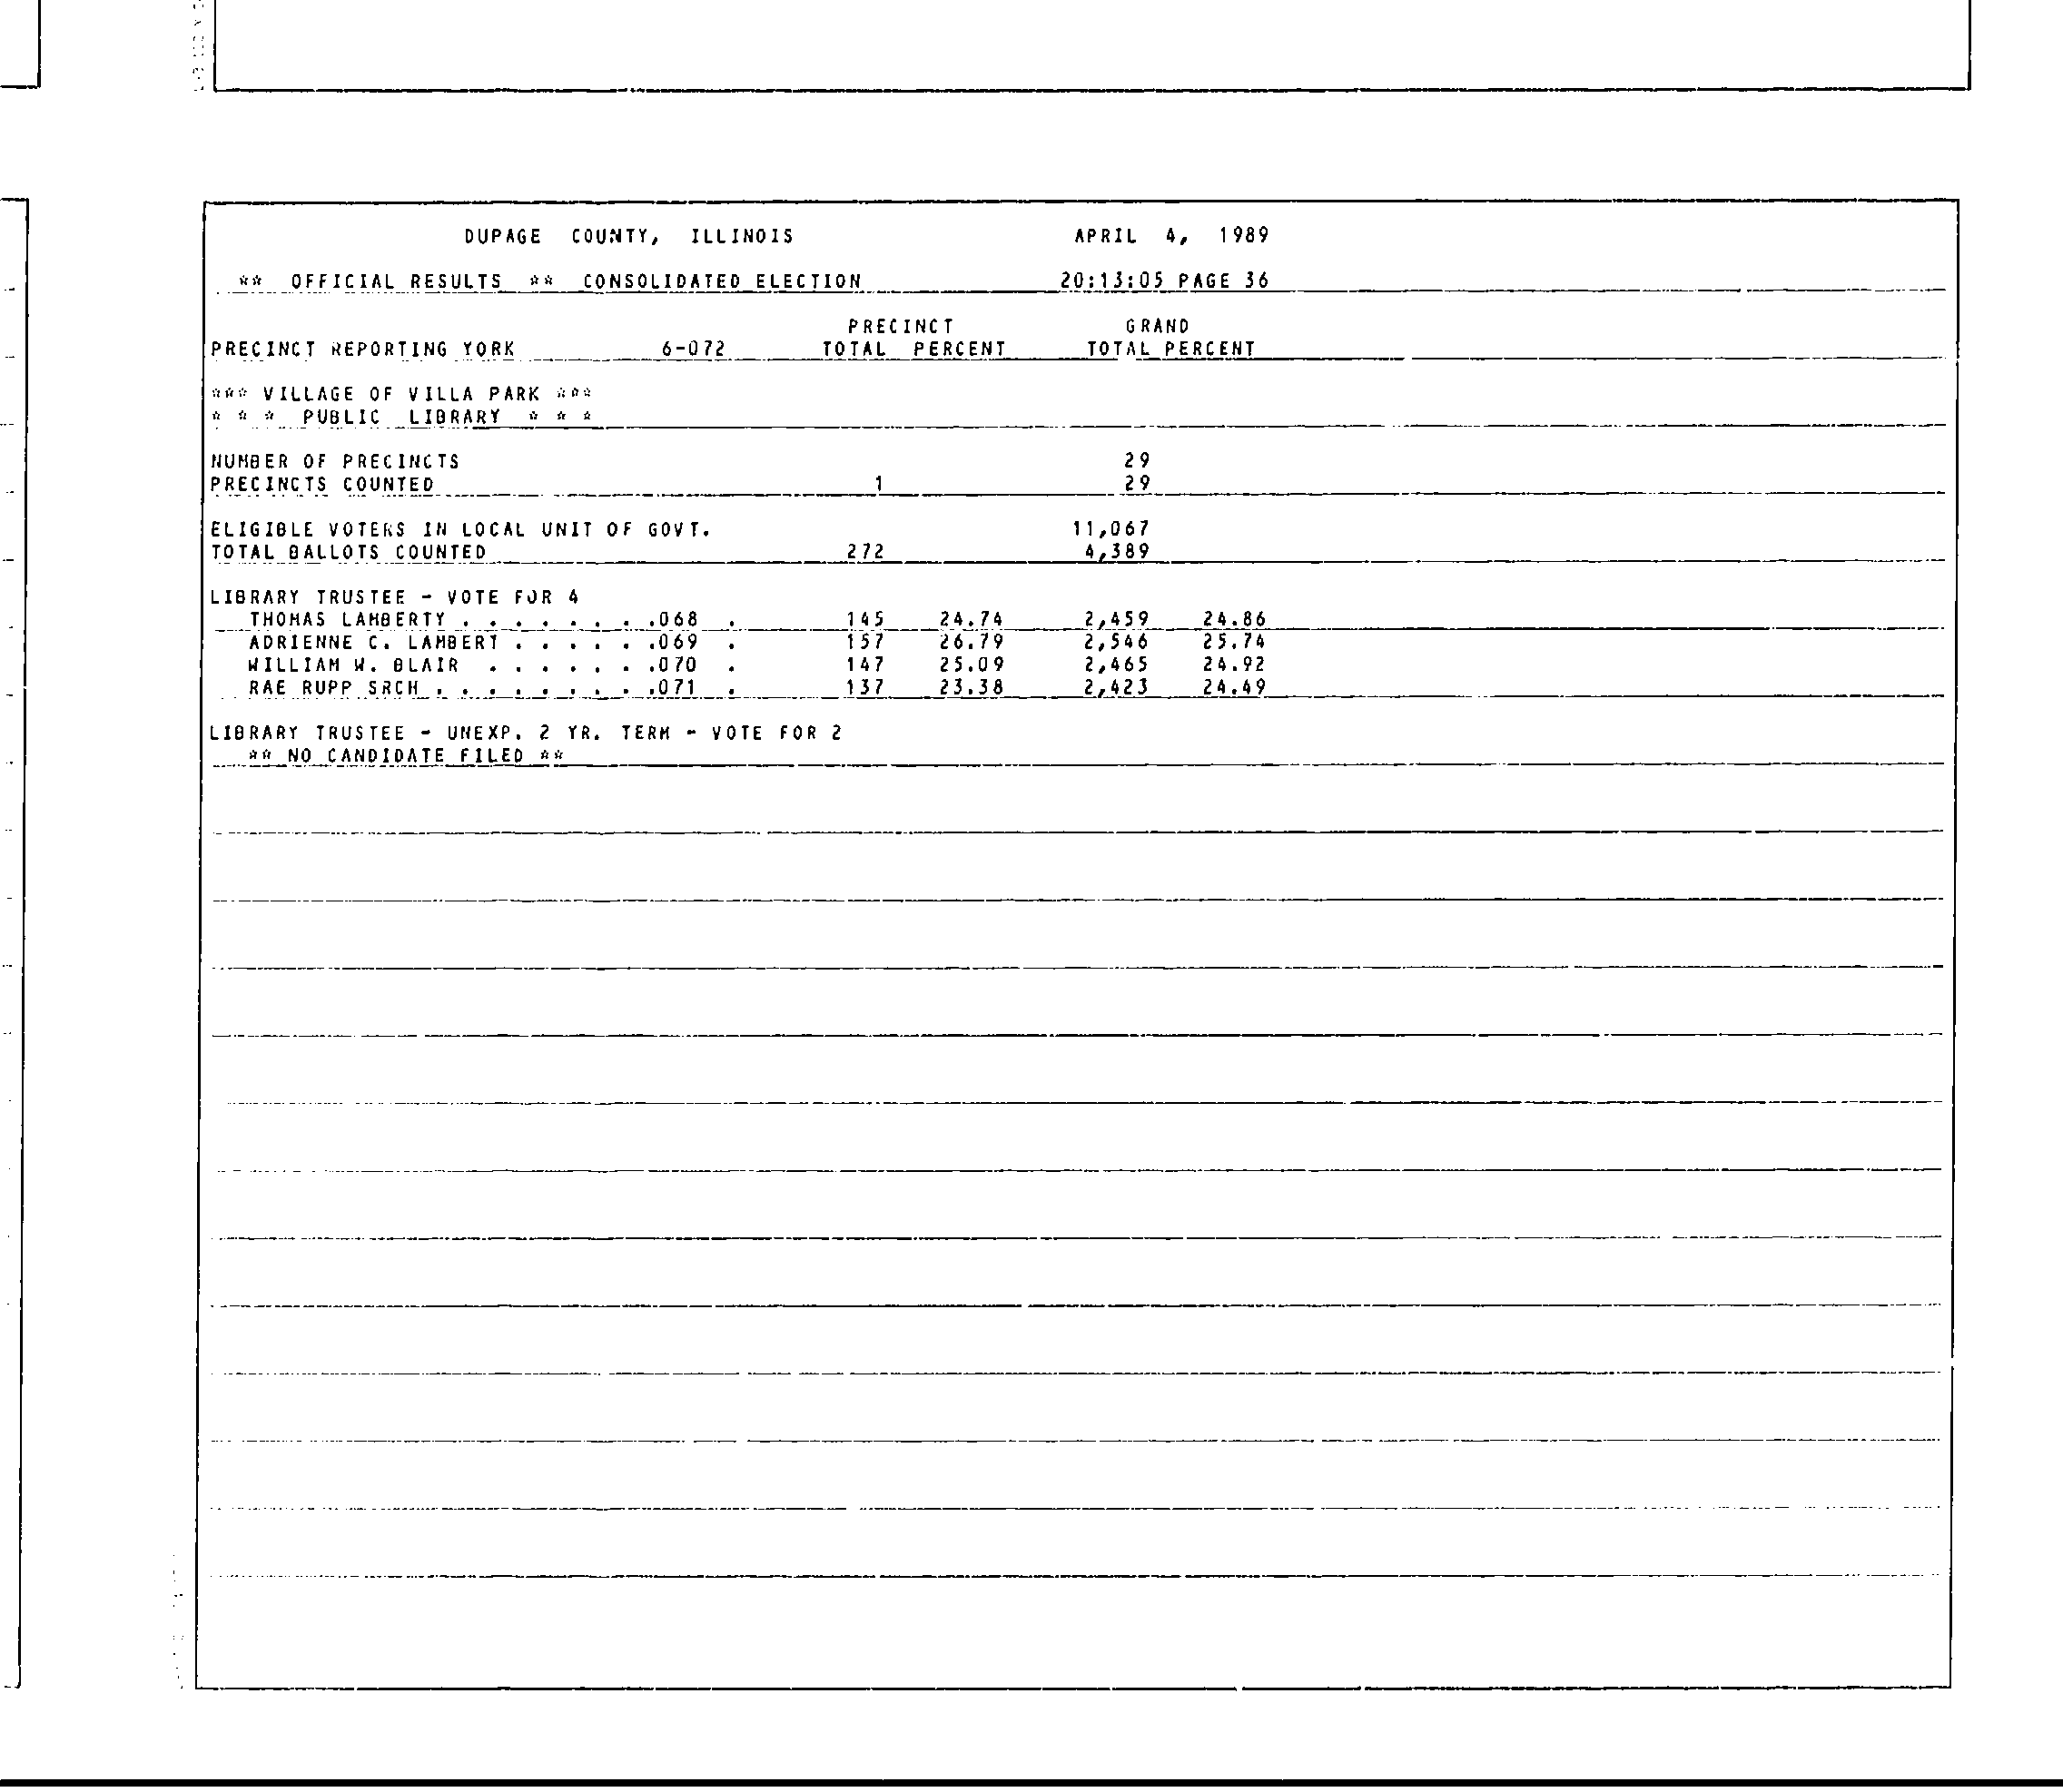 DUPAGE COUNTY, ILLINOIS APRIL 4, 1989
** OFFICIAL RESULTS ** CONSOLIDATED ELECTION 20:13:05 PAGE 36
PRECINCT GRAND
PRECINCT REPORTING YORK 6-072 TOTAL PERCENT TOTAL PERCENT
*** VILLAGE OF VILLA PARK ***
* * * PUBLIC LIBRARY * * *
NUMBER OF PRECINCTS 29
PRECINCTS COUNTED 1 29
ELIGIBLE VOTERS IN LOCAL UNIT OF GOVT. 11,067
TOTAL BALLOTS COUNTED 272 4,389
LIBRARY TRUSTEE - VOTE FOR 4
THOMAS LAMBERTY . . . . . . . .068 . 145 24.74 2,459 24.86
ADRIENNE C. LAMBERT . . . . . .069 . 157 26.79 2,546 25.74
WILLIAM W. BLAIR . . . . . . .070 . 147 25.09 2,465 24.92
RAE RUPP SRCH . . . . . . . . .071 . 137 23.38 2,423 24.49
LIBRARY TRUSTEE - UNEXP. 2 YR. TERM - VOTE FOR 2
** NO CANDIDATE FILED **